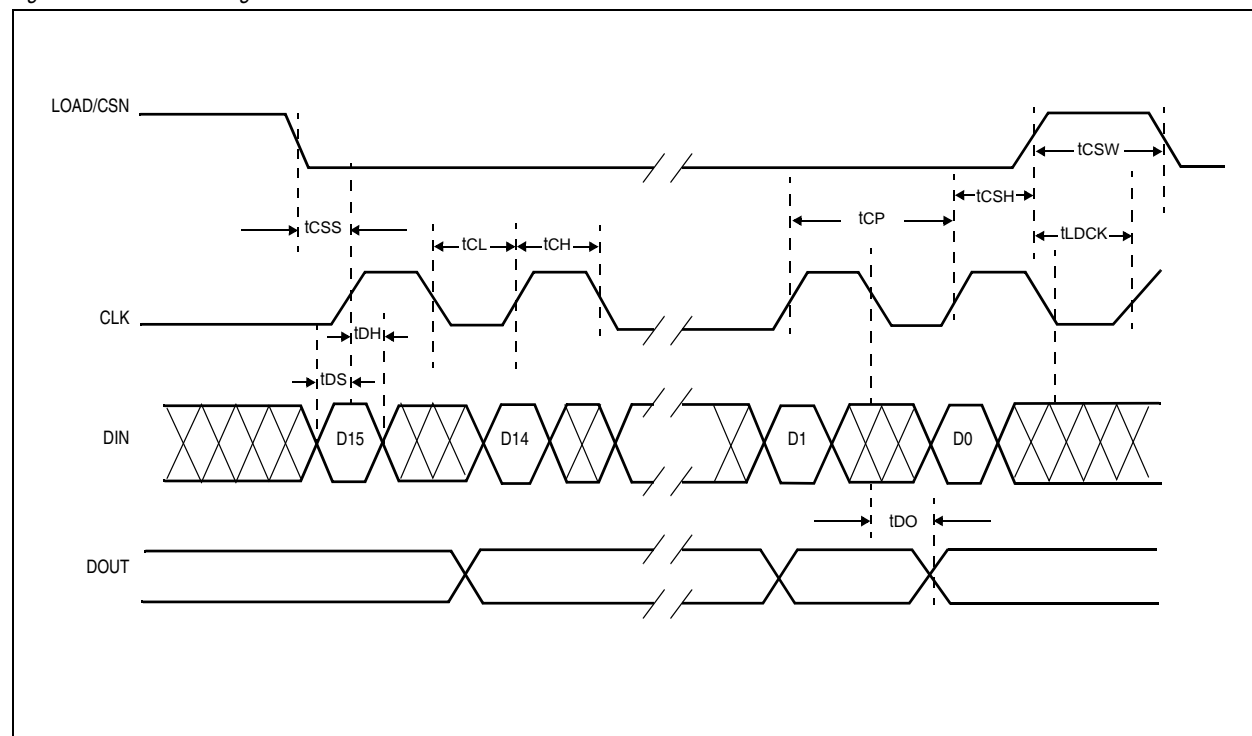 LOAD/CSN
tCSW
tCSH
tCP
tLDCK
tCSS
tCL
tCH
CLK
tDH
tDS
DIN
D15
D14
D1
D0
tDO
DOUT